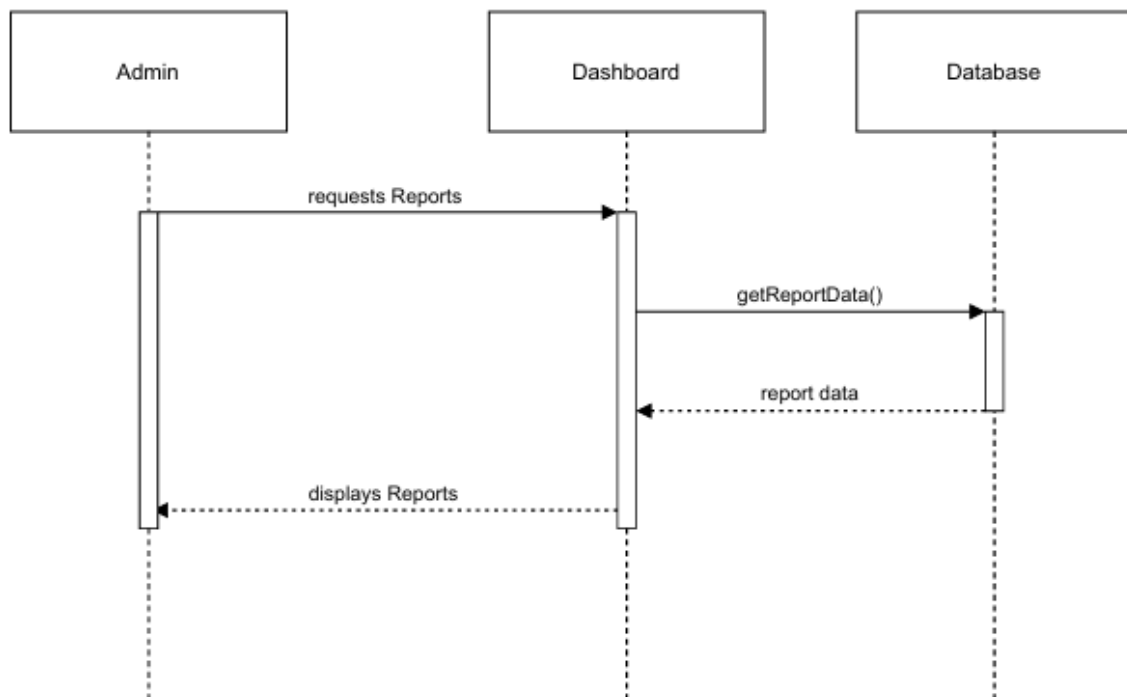 Admin
Dashboard
Database
requests Reports
getReportData()
report data
displays Reports